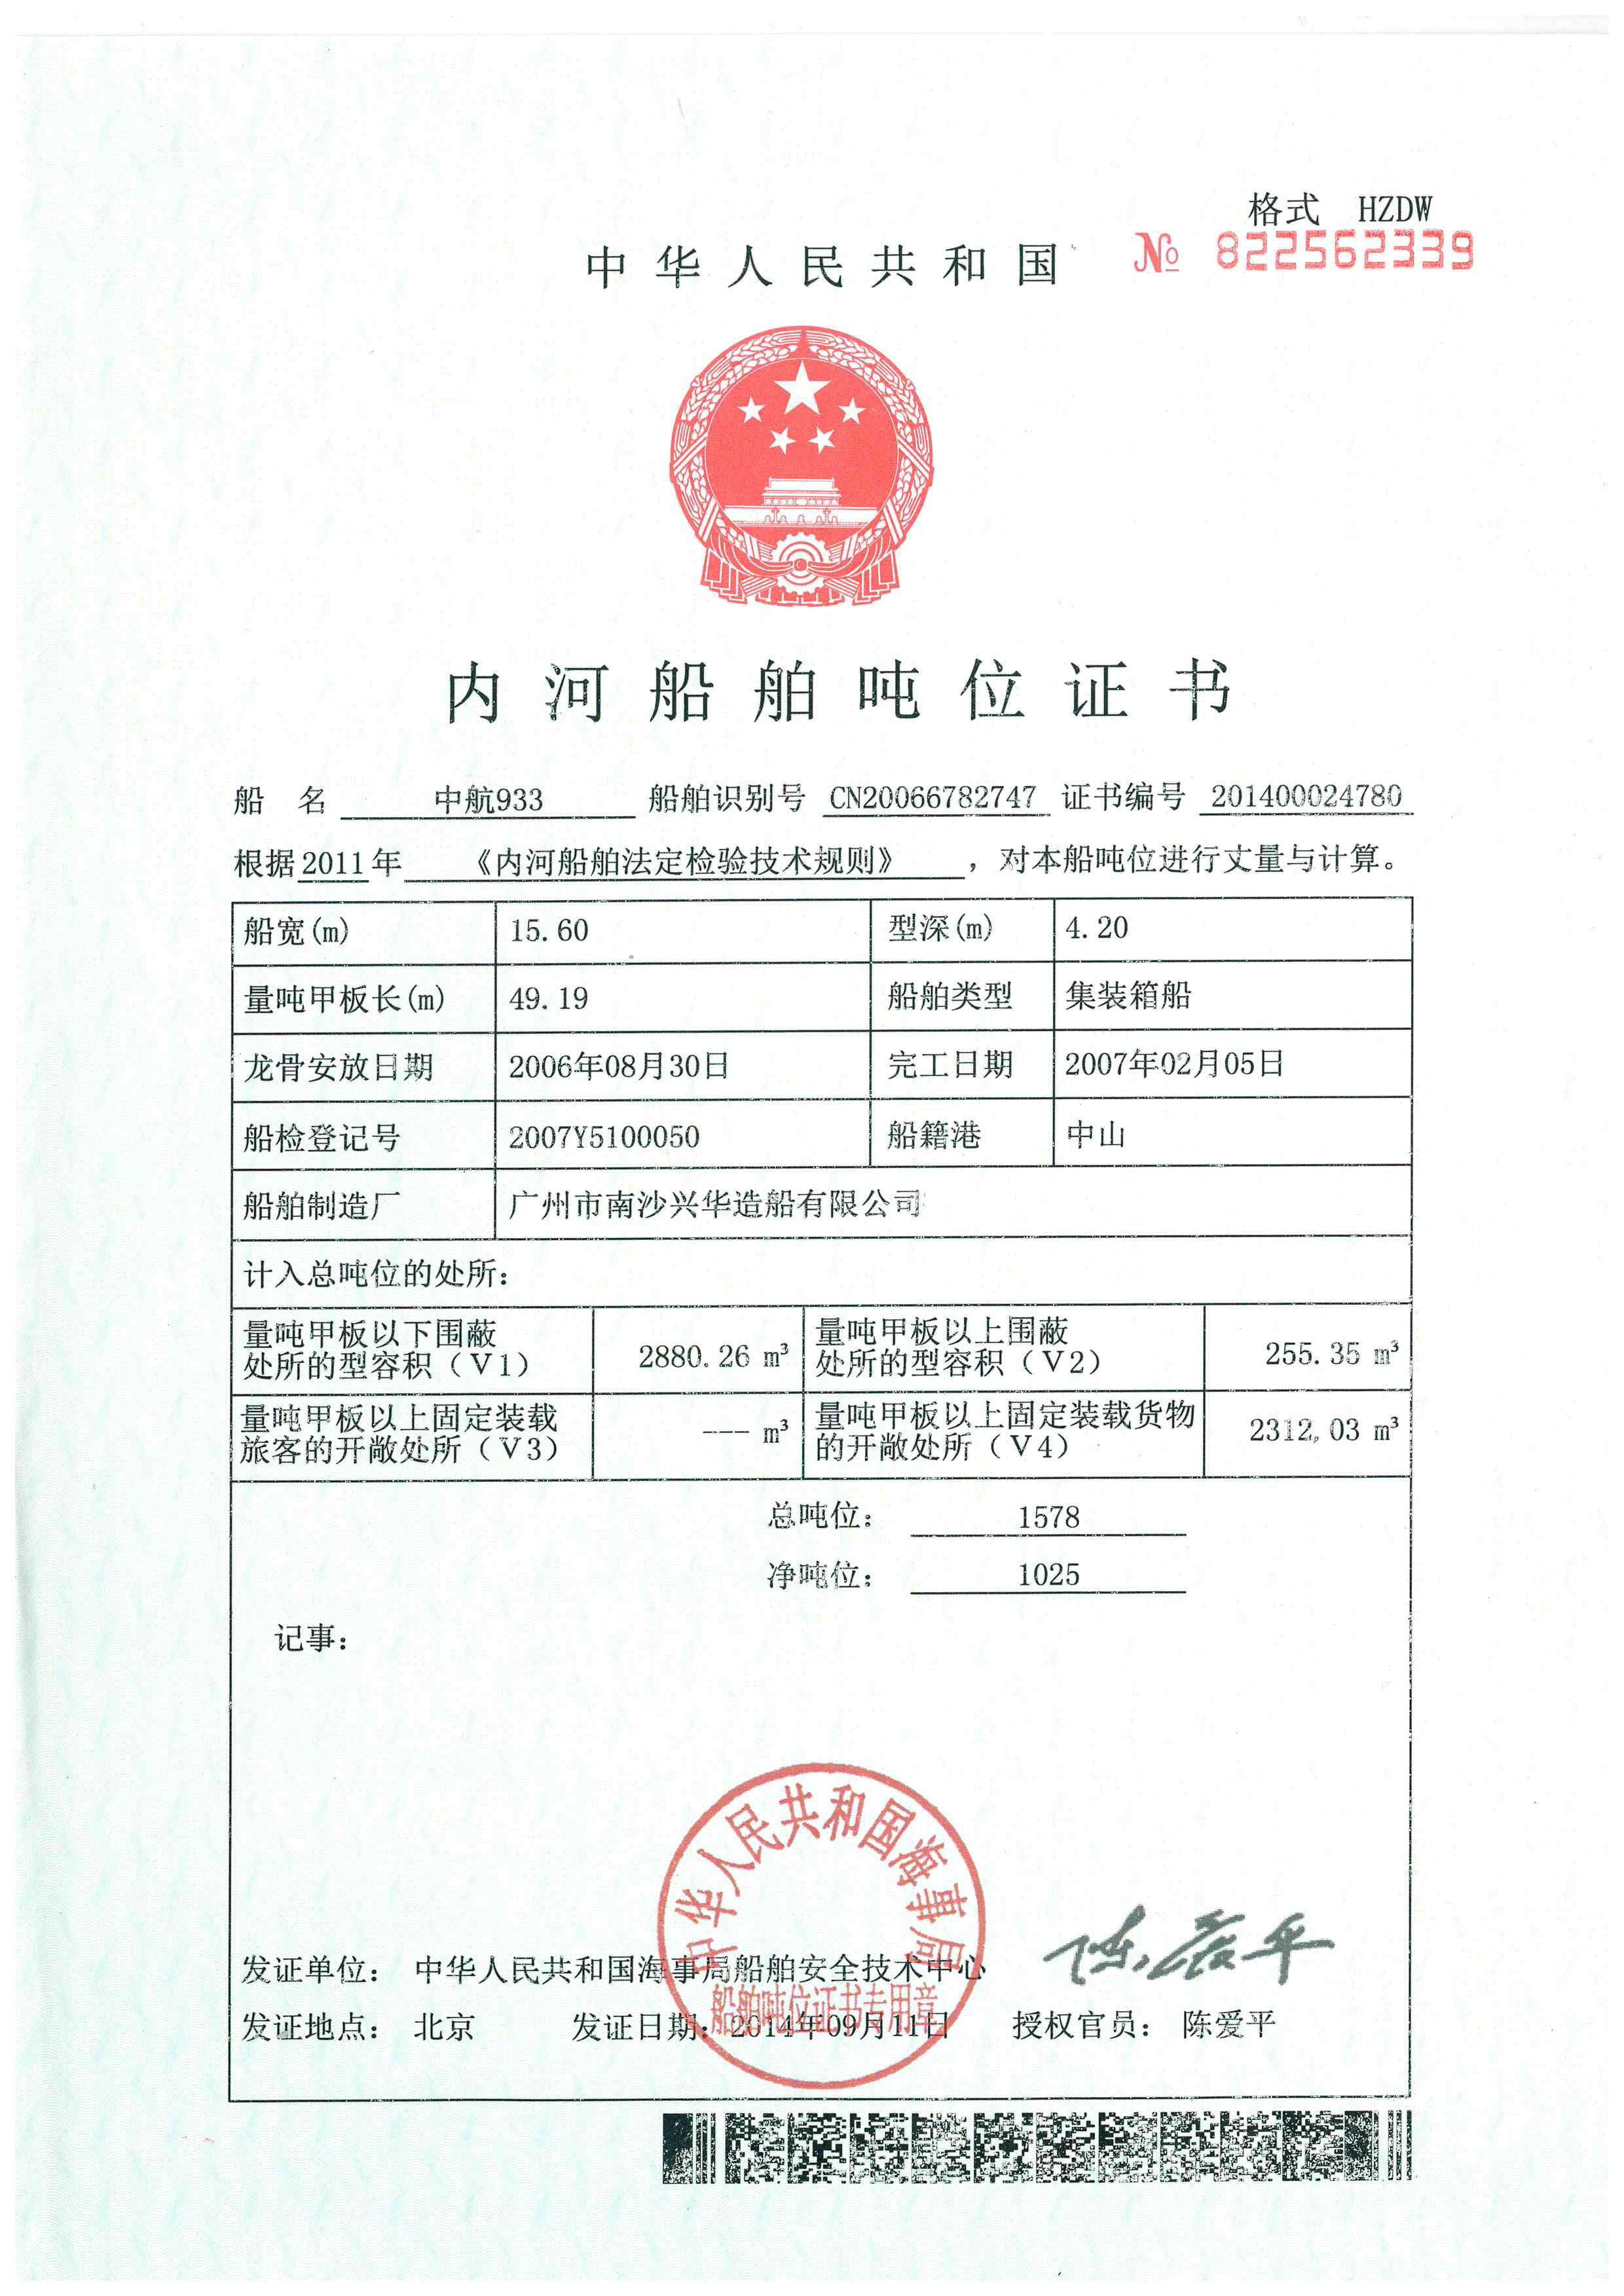 格式 HZDW
№ 822562339
中华人民共和国
内河船舶吨位证书
船 名 中航933 船舶识别号 CN20066782747 证书编号 201400024780
根据2011年 《内河船舶法定检验技术规则》 ，对本船吨位进行丈量与计算。
船宽(m) 15.60 型深(m) 4.20
量吨甲板长(m) 49.19 船舶类型 集装箱船
龙骨安放日期 2006年08月30日 完工日期 2007年02月05日
船检登记号 2007Y5100050 船籍港 中山
船舶制造厂 广州市南沙兴华造船有限公司
计入总吨位的处所：
量吨甲板以下围蔽
处所的型容积（V1） 2880.26 m³
量吨甲板以上围蔽
处所的型容积（V2） 255.35 m³
量吨甲板以上固定装载
旅客的开敞处所（V3） --- m³
量吨甲板以上固定装载货物
的开敞处所（V4） 2312.03 m³
总吨位： 1578
净吨位： 1025
记事：
中华人民共和国海事局
船舶吨位证书专用章
陈爱平
发证单位： 中华人民共和国海事局船舶安全技术中心
发证地点： 北京 发证日期：2014年09月11日 授权官员： 陈爱平